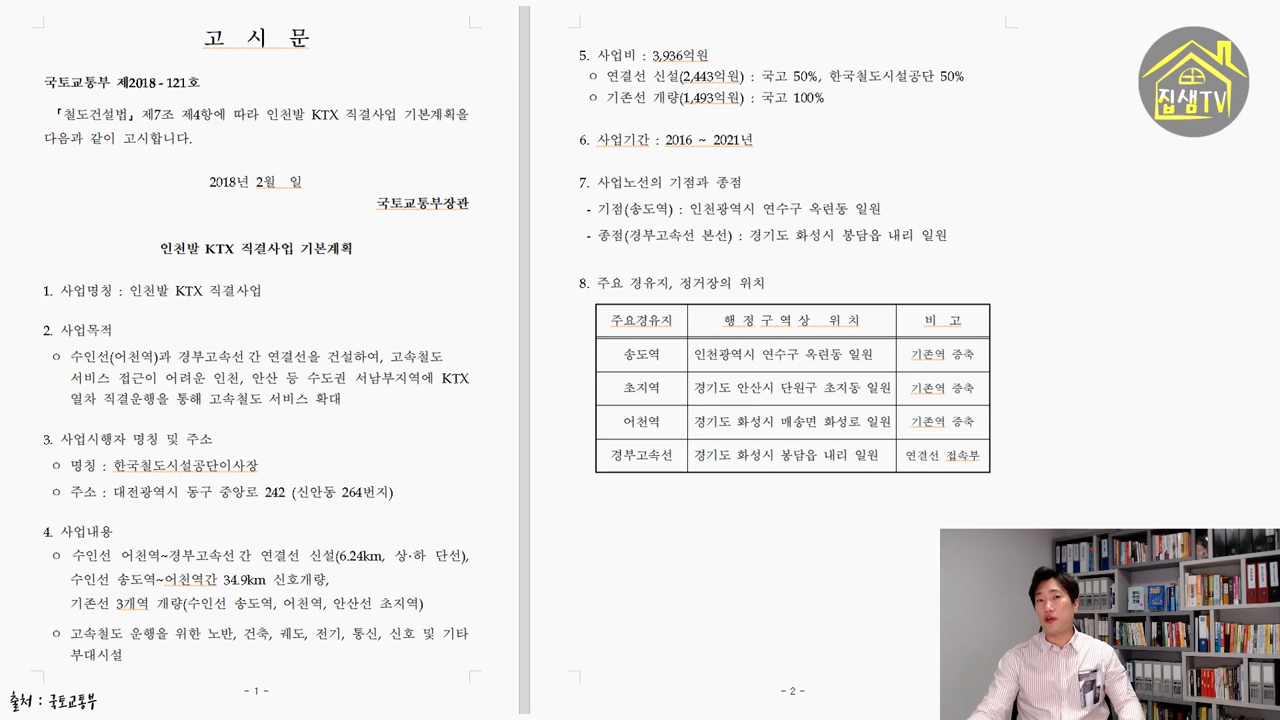 고 시 문
국토교통부 제2018 - 121호
「철도건설법」 제7조 제4항에 따라 인천발 KTX 직결사업 기본계획을
다음과 같이 고시합니다.
2018년 2월 일
국토교통부장관
인천발 KTX 직결사업 기본계획
1. 사업명칭 : 인천발 KTX 직결사업
2. 사업목적
ㅇ 수인선(어천역)과 경부고속선 간 연결선을 건설하여, 고속철도
서비스 접근이 어려운 인천, 안산 등 수도권 서남부지역에 KTX
열차 직결운행을 통해 고속철도 서비스 확대
3. 사업시행자 명칭 및 주소
ㅇ 명칭 : 한국철도시설공단이사장
ㅇ 주소 : 대전광역시 동구 중앙로 242 (신안동 264번지)
4. 사업내용
ㅇ 수인선 어천역~경부고속선 간 연결선 신설(6.24km, 상·하 단선),
수인선 송도역~어천역간 34.9km 신호개량,
기존선 3개역 개량(수인선 송도역, 어천역, 안산선 초지역)
ㅇ 고속철도 운행을 위한 노반, 건축, 궤도, 전기, 통신, 신호 및 기타
부대시설
- 1 -
출처 : 국토교통부
5. 사업비 : 3,936억원
ㅇ 연결선 신설(2,443억원) : 국고 50%, 한국철도시설공단 50%
ㅇ 기존선 개량(1,493억원) : 국고 100%
6. 사업기간 : 2016 ~ 2021년
7. 사업노선의 기점과 종점
- 기점(송도역) : 인천광역시 연수구 옥련동 일원
- 종점(경부고속선 본선) : 경기도 화성시 봉담읍 내리 일원
8. 주요 경유지, 정거장의 위치
주요경유지 행 정 구 역 상 위 치 비 고
송도역 인천광역시 연수구 옥련동 일원 기존역 증축
초지역 경기도 안산시 단원구 초지동 일원 기존역 증축
어천역 경기도 화성시 매송면 화성로 일원 기존역 증축
경부고속선 경기도 화성시 봉담읍 내리 일원 연결선 접속부
- 2 -
집샘TV